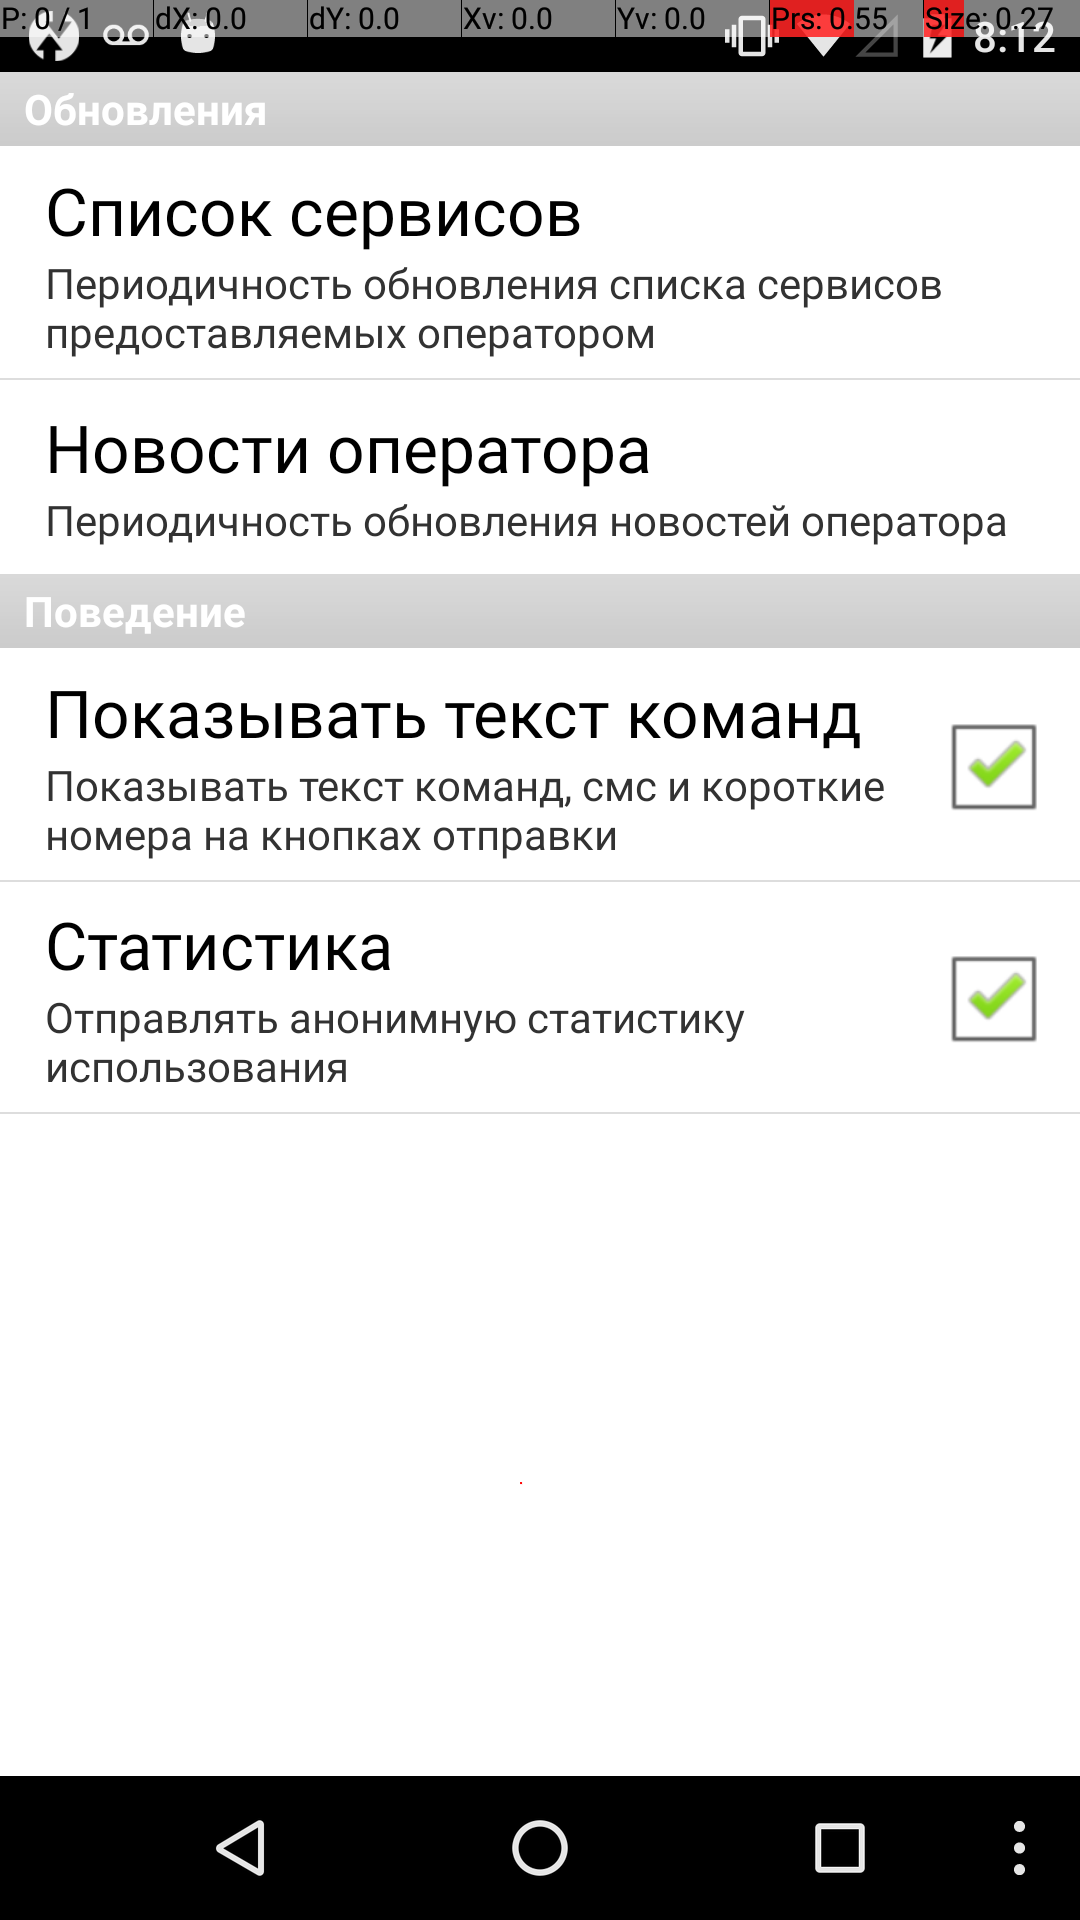 P: 0 / 1 dX: 0.0 dY: 0.0 Xv: 0.0 Yv: 0.0 Prs: 0.55 Size: 0.27
8:12
Обновления
Список сервисов
Периодичность обновления списка сервисов
предоставляемых оператором
Новости оператора
Периодичность обновления новостей оператора
Поведение
Показывать текст команд
Показывать текст команд, смс и короткие
номера на кнопках отправки
Статистика
Отправлять анонимную статистику
использования